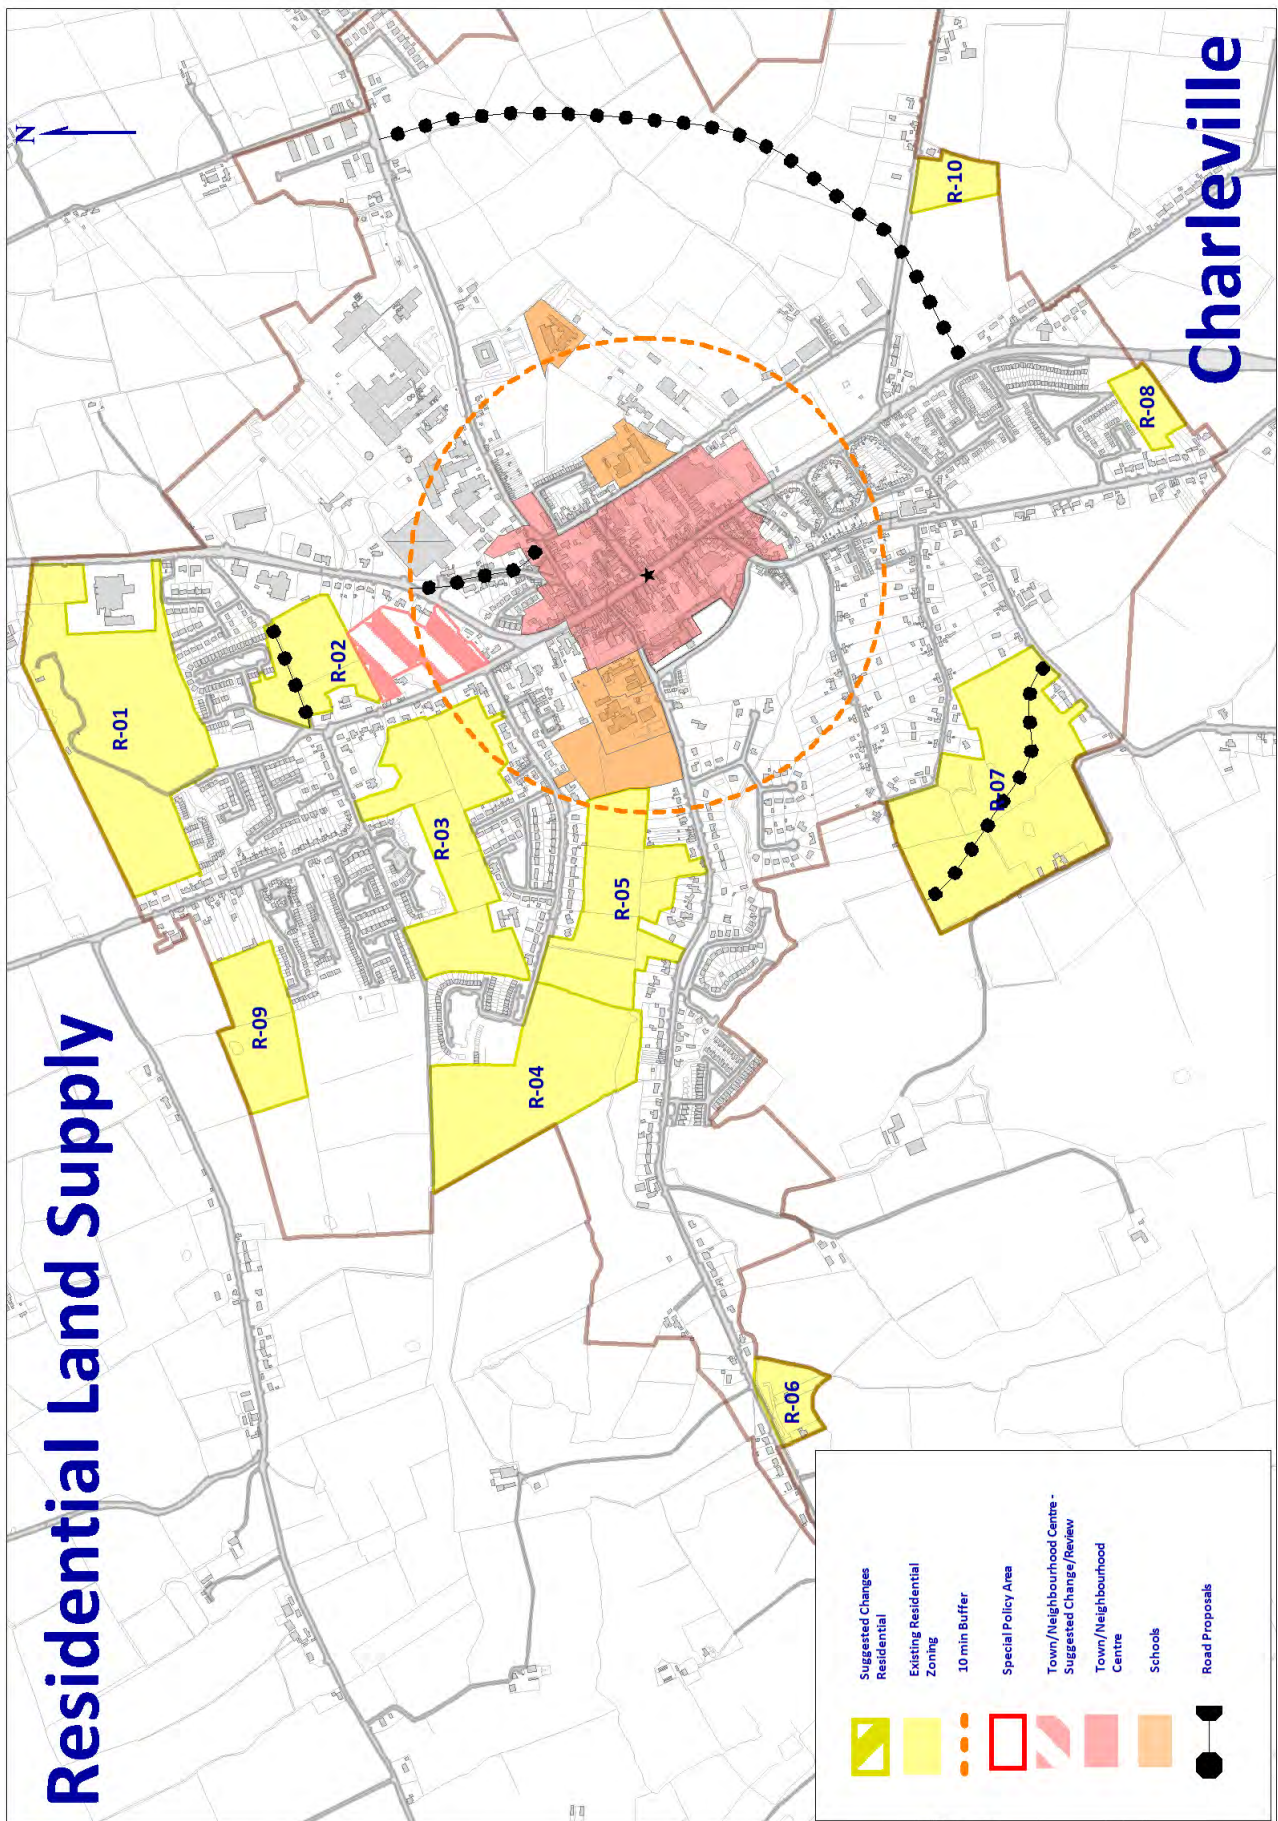 Residential Land Supply
Charleville
N
R-01
R-02
R-03
R-04
R-05
R-06
R-07
R-08
R-09
R-10
Suggested Changes
Residential
Existing Residential
Zoning
10 min Buffer
Special Policy Area
Town/Neighbourhood Centre -
Suggested Change/Review
Town/Neighbourhood
Centre
Schools
Road Proposals